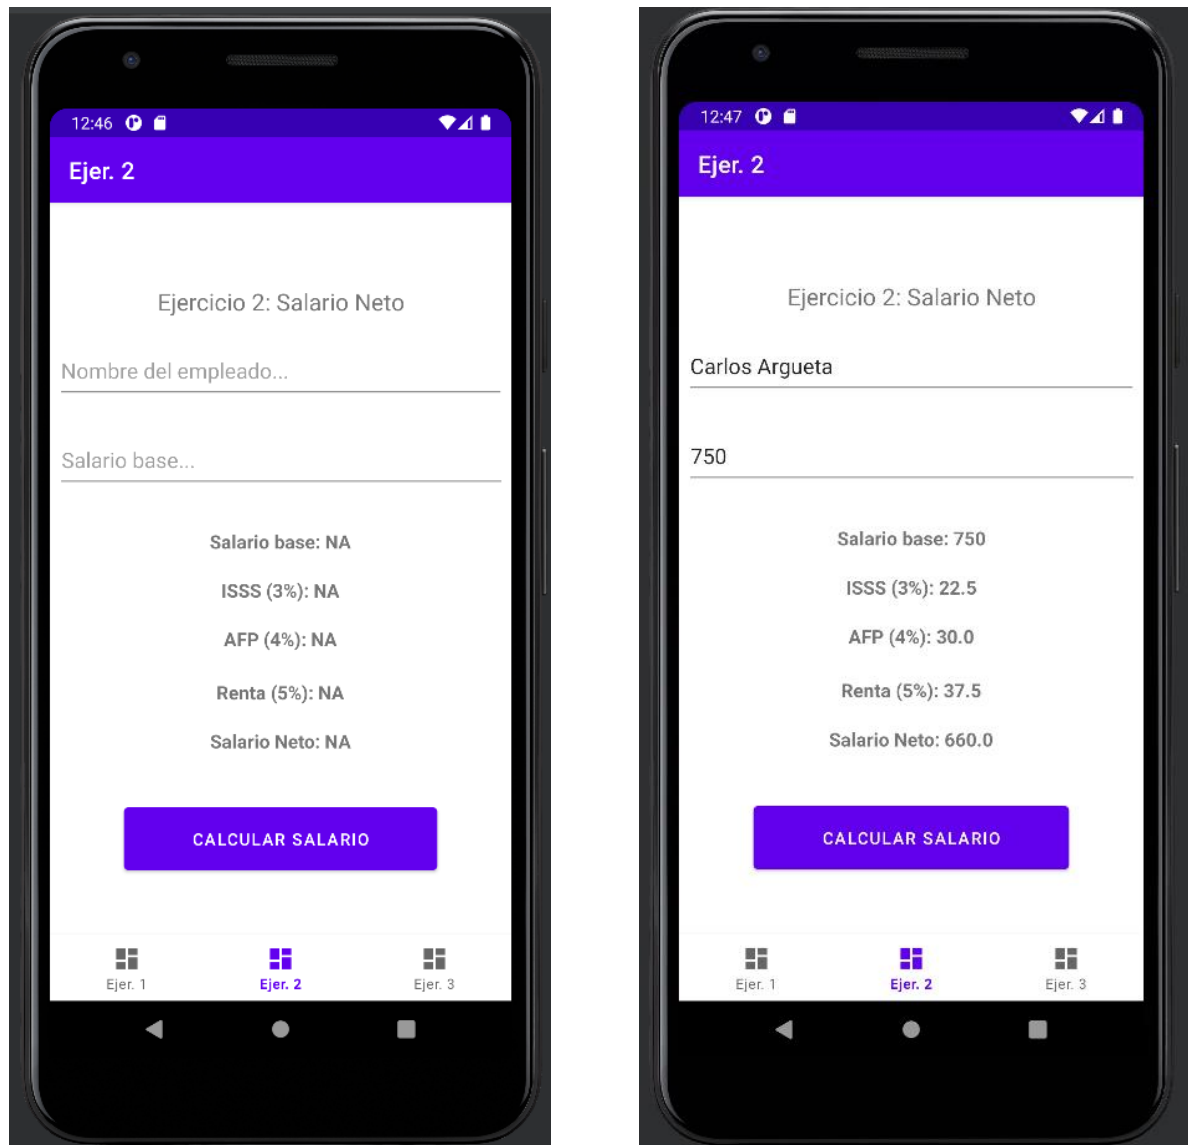 12:46
Ejer. 2
Ejercicio 2: Salario Neto
Nombre del empleado...
Salario base...
Salario base: NA
ISSS (3%): NA
AFP (4%): NA
Renta (5%): NA
Salario Neto: NA
CALCULAR SALARIO
Ejer. 1
Ejer. 2
Ejer. 3
12:47
Ejer. 2
Ejercicio 2: Salario Neto
Carlos Argueta
750
Salario base: 750
ISSS (3%): 22.5
AFP (4%): 30.0
Renta (5%): 37.5
Salario Neto: 660.0
CALCULAR SALARIO
Ejer. 1
Ejer. 2
Ejer. 3